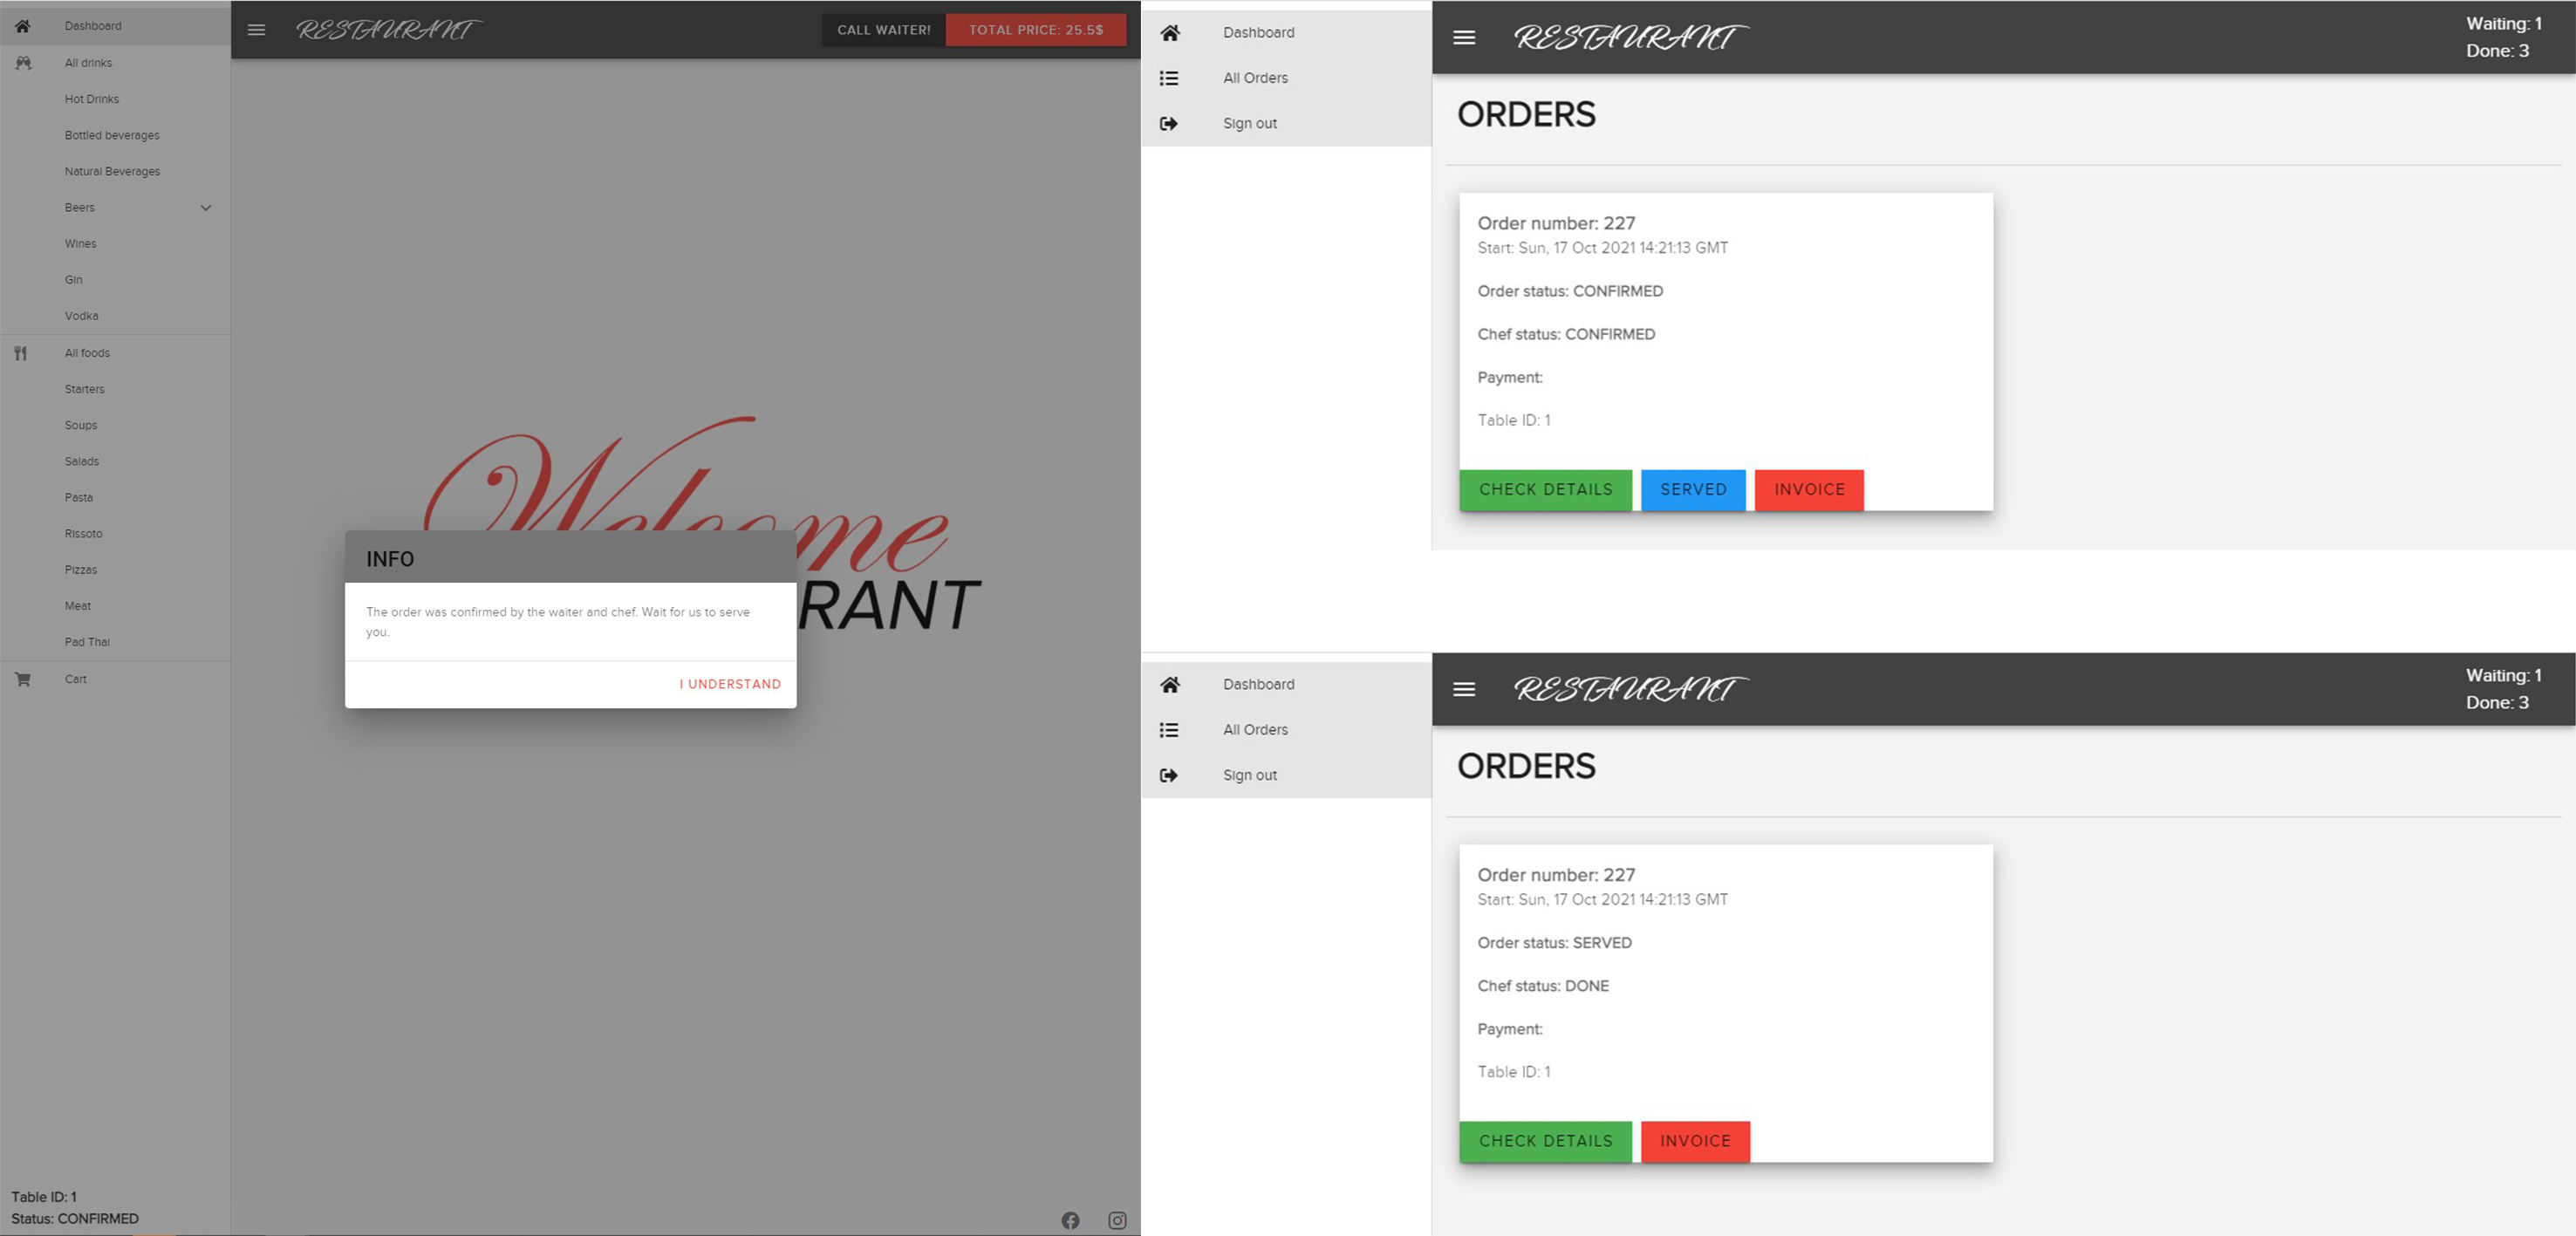 Dashboard
All drinks
Hot Drinks
Bottled beverages
Natural Beverages
Beers
Wines
Gin
Vodka
All foods
Starters
Soups
Salads
Pasta
Rissoto
Pizzas
Meat
Pad Thai
Cart
Table ID: 1
Status: CONFIRMED
RESTAURANT
CALL WAITER!
TOTAL PRICE: 25.5$
Welcome
RANT
INFO
The order was confirmed by the waiter and chef. Wait for us to serve
you.
I UNDERSTAND
Dashboard
All Orders
Sign out
RESTAURANT
Waiting: 1
Done: 3
ORDERS
Order number: 227
Start: Sun, 17 Oct 2021 14:21:13 GMT
Order status: CONFIRMED
Chef status: CONFIRMED
Payment:
Table ID: 1
CHECK DETAILS
SERVED
INVOICE
Dashboard
All Orders
Sign out
RESTAURANT
Waiting: 1
Done: 3
ORDERS
Order number: 227
Start: Sun, 17 Oct 2021 14:21:13 GMT
Order status: SERVED
Chef status: DONE
Payment:
Table ID: 1
CHECK DETAILS
INVOICE